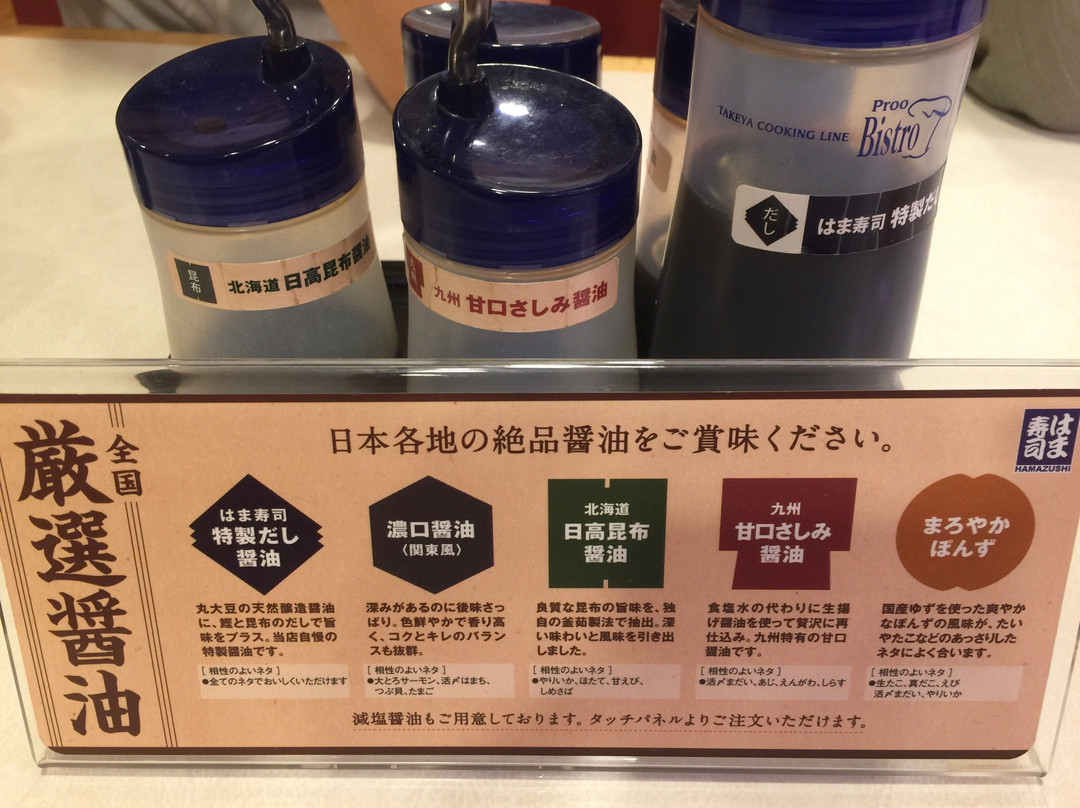 TAKEYA COOKING LINE
Proo
Bistro
だし
はま寿司 特製だ
昆布
北海道 日高昆布醤油
九州 甘口さしみ醤油
全国
厳選醤油
日本各地の絶品醤油をご賞味ください。
はま
寿司
HAMAZUSHI
はま寿司
特製だし
醤油
丸大豆の天然醸造醤油
に、鰹と昆布のだしで旨
味をプラス。当店自慢の
特製醤油です。
[ 相性のよいネタ ]
●全てのネタでおいしくいただけます
濃口醤油
〈関東風〉
深みがあるのに後味さっ
ぱり。色鮮やかで香り高
く、コクとキレのバラン
スも抜群。
[ 相性のよいネタ ]
●大とろサーモン、活〆はまち、
つぶ貝、たまご
北海道
日高昆布
醤油
良質な昆布の旨味を、独
自の釜茹製法で抽出。深
い味わいと風味を引き出
しました。
[ 相性のよいネタ ]
●やりいか、ほたて、甘えび、
しめさば
九州
甘口さしみ
醤油
食塩水の代わりに生揚
げ醤油を使って贅沢に再
仕込み。九州特有の甘口
醤油です。
[ 相性のよいネタ ]
●活〆まだい、あじ、えんがわ、しらす
まろやか
ぽんず
国産ゆずを使った爽やか
なぽんずの風味が、たい
やたこなどのあっさりした
ネタによく合います。
[ 相性のよいネタ ]
●生たこ、真だこ、えび
活〆まだい、やりいか
減塩醤油もご用意しております。タッチパネルよりご注文いただけます。